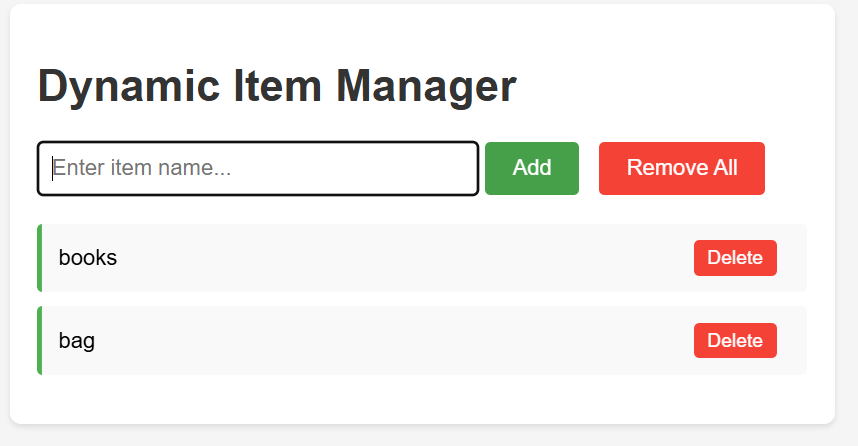 Dynamic Item Manager
Enter item name... Add Remove All
books Delete
bag Delete